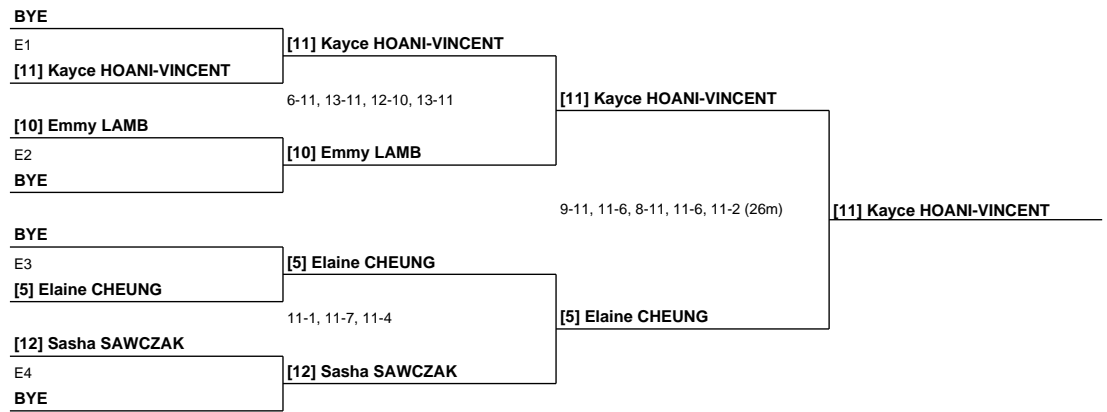 BYE
E1
[11] Kayce HOANI-VINCENT
[11] Kayce HOANI-VINCENT
6-11, 13-11, 12-10, 13-11
[11] Kayce HOANI-VINCENT
[10] Emmy LAMB
E2
[10] Emmy LAMB
BYE
9-11, 11-6, 8-11, 11-6, 11-2 (26m)
[11] Kayce HOANI-VINCENT
BYE
E3
[5] Elaine CHEUNG
[5] Elaine CHEUNG
11-1, 11-7, 11-4
[5] Elaine CHEUNG
[12] Sasha SAWCZAK
E4
[12] Sasha SAWCZAK
BYE